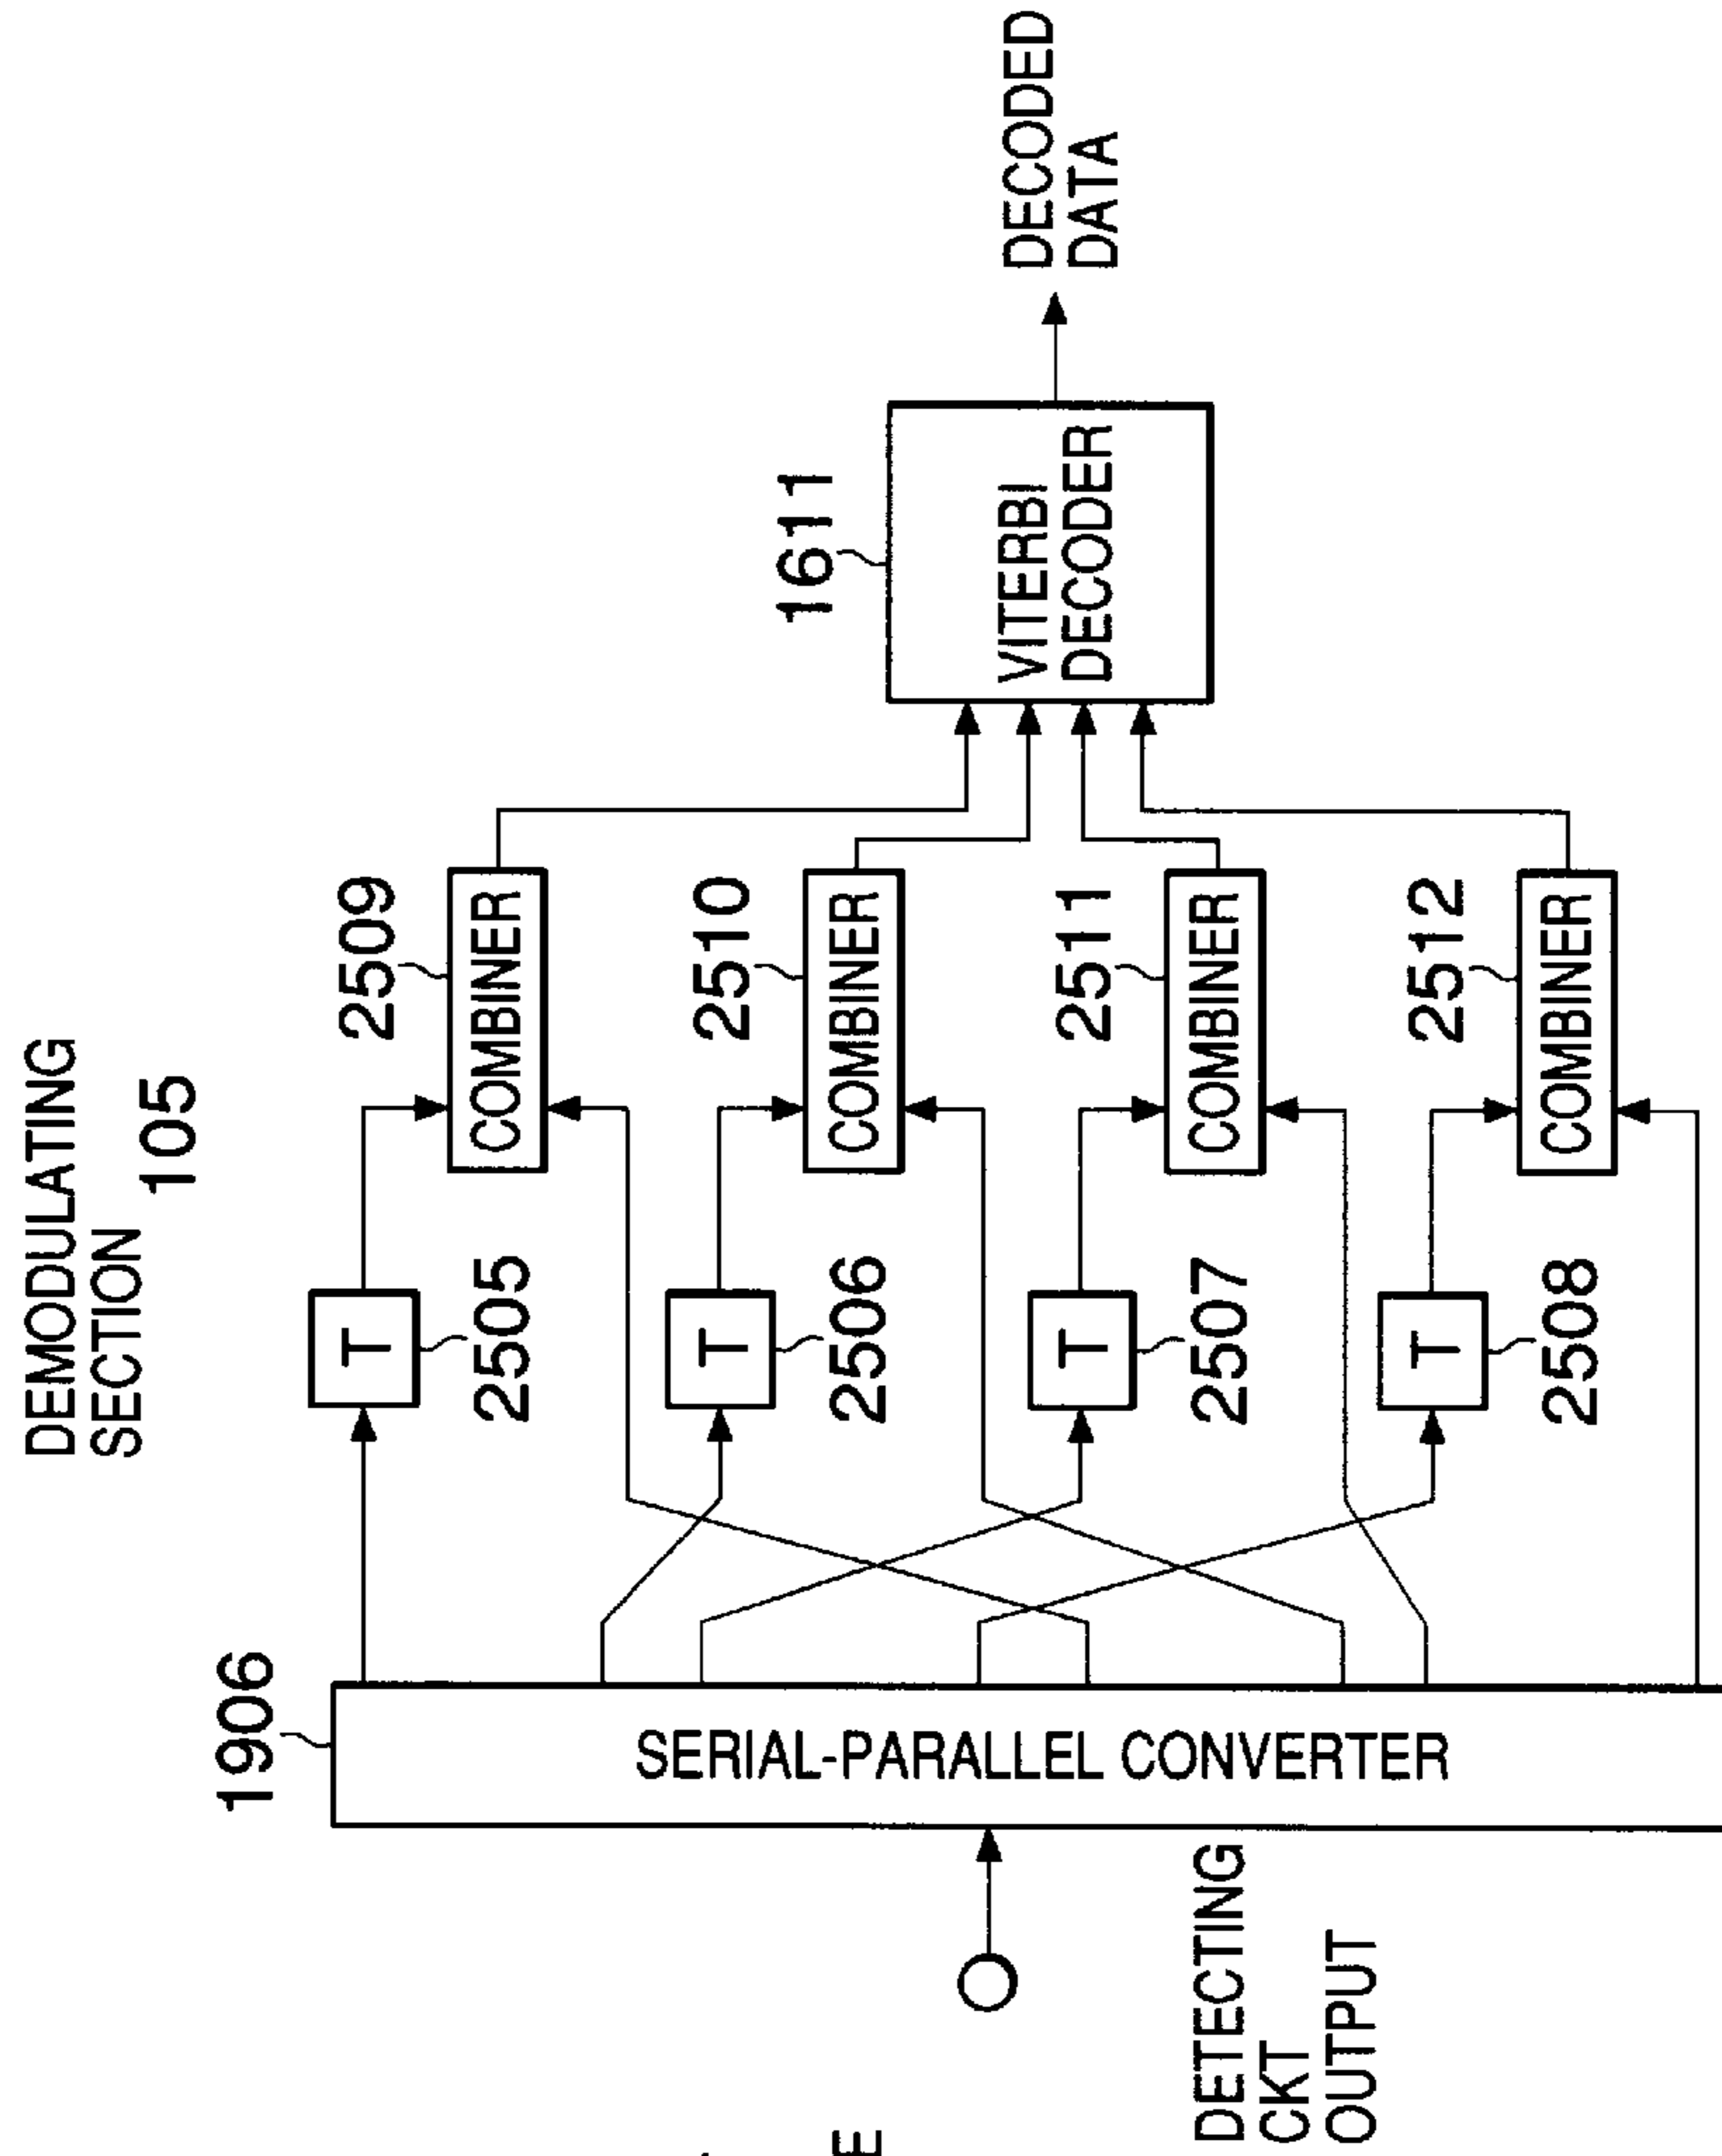 DEMODULATING
SECTION 105
1906
2505
2509
2506
2510
2507
2511
2508
2512
T
T
T
T
COMBINER
COMBINER
COMBINER
COMBINER
1611
VITERBI
DECODER
DECODED
DATA
SERIAL-PARALLEL CONVERTER
DETECTING
CKT
OUTPUT
E